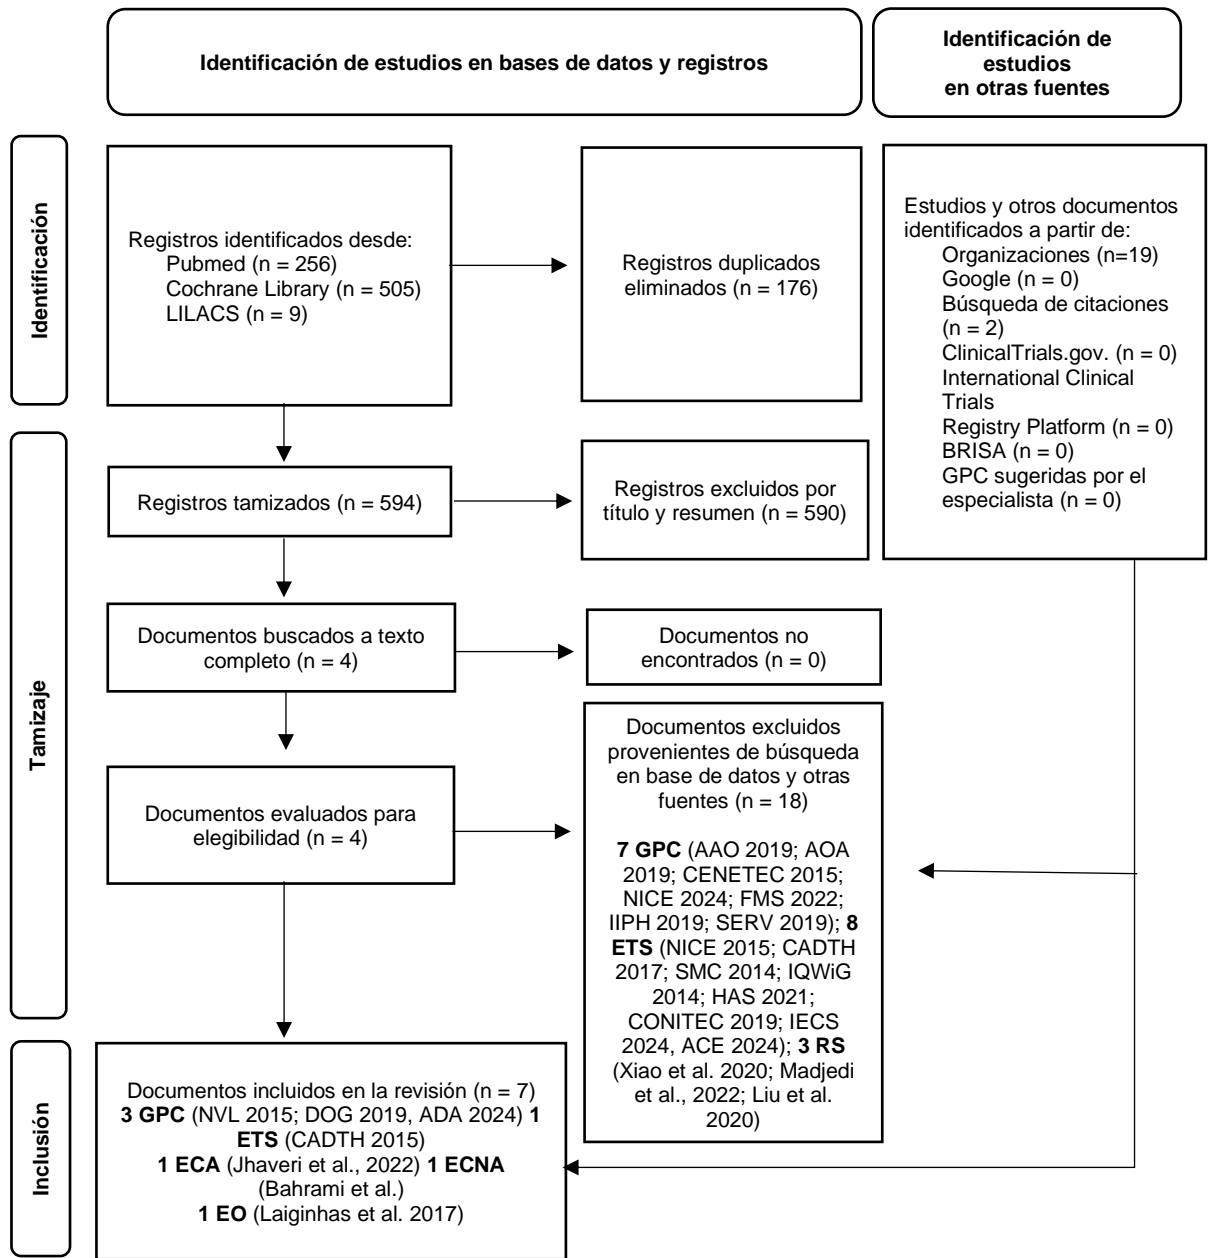 Identificación de estudios en bases de datos y registros
Identificación de
estudios
en otras fuentes
Identificación
Registros identificados desde:
Pubmed (n = 256)
Cochrane Library (n = 505)
LILACS (n = 9)
Registros duplicados
eliminados (n = 176)
Estudios y otros documentos
identificados a partir de:
Organizaciones (n=19)
Google (n = 0)
Búsqueda de citaciones
(n = 2)
ClinicalTrials.gov. (n = 0)
International Clinical
Trials
Registry Platform (n = 0)
BRISA (n = 0)
GPC sugeridas por el
especialista (n = 0)
Tamizaje
Registros tamizados (n = 594)
Registros excluidos por
título y resumen (n = 590)
Documentos buscados a texto
completo (n = 4)
Documentos no
encontrados (n = 0)
Documentos evaluados para
elegibilidad (n = 4)
Documentos excluidos
provenientes de búsqueda
en base de datos y otras
fuentes (n = 18)
7 GPC (AAO 2019; AOA
2019; CENETEC 2015;
NICE 2024; FMS 2022;
IIPH 2019; SERV 2019); 8
ETS (NICE 2015; CADTH
2017; SMC 2014; IQWiG
2014; HAS 2021;
CONITEC 2019; IECS
2024, ACE 2024); 3 RS
(Xiao et al. 2020; Madjedi
et al., 2022; Liu et al.
2020)
Inclusión
Documentos incluidos en la revisión (n = 7)
3 GPC (NVL 2015; DOG 2019, ADA 2024) 1
ETS (CADTH 2015)
1 ECA (Jhaveri et al., 2022) 1 ECNA
(Bahrami et al.)
1 EO (Laiginhas et al. 2017)